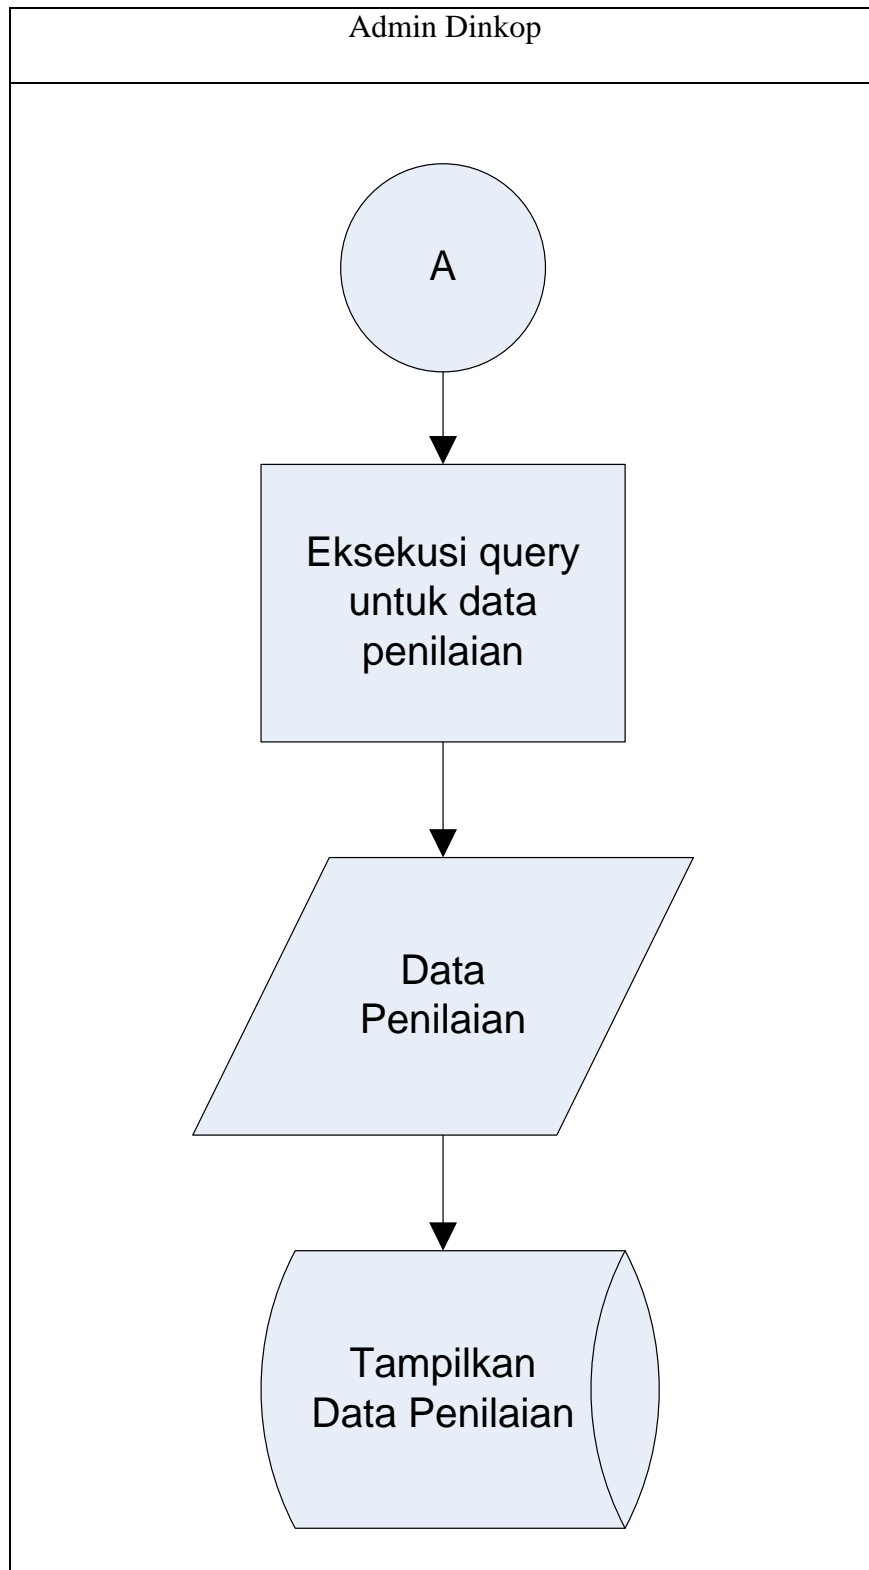 Admin Dinkop
A
Eksekusi query
untuk data
penilaian
Data
Penilaian
Tampilkan
Data Penilaian